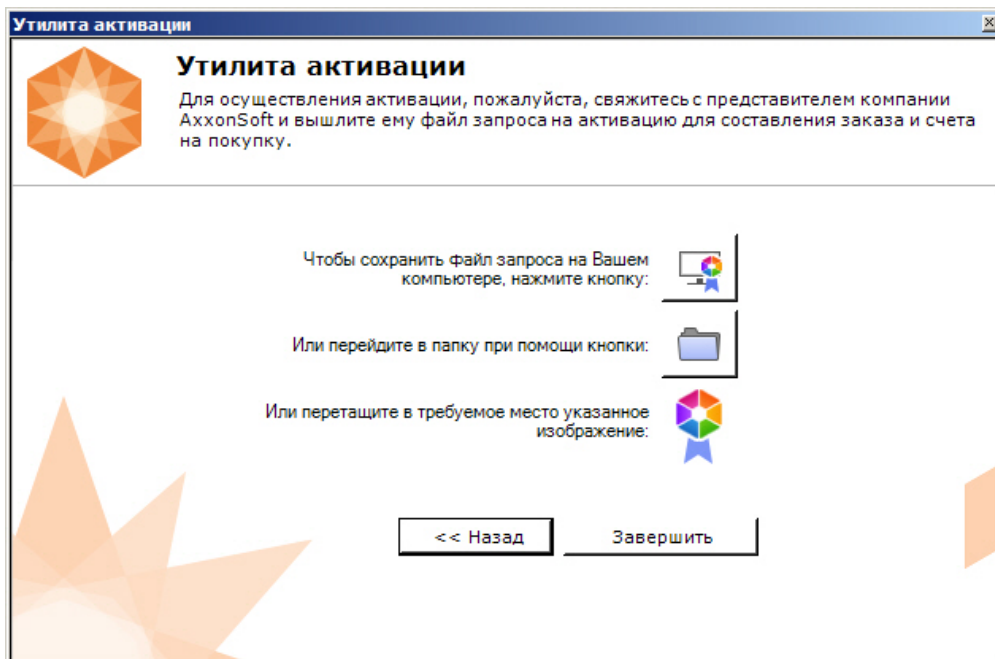 Утилита активации
Утилита активации
Для осуществления активации, пожалуйста, свяжитесь с представителем компании
AxxonSoft и вышлите ему файл запроса на активацию для составления заказа и счета
на покупку.
Чтобы сохранить файл запроса на Вашем
компьютере, нажмите кнопку:
Или перейдите в папку при помощи кнопки:
Или перетащите в требуемое место указанное
изображение:
<< Назад
Завершить